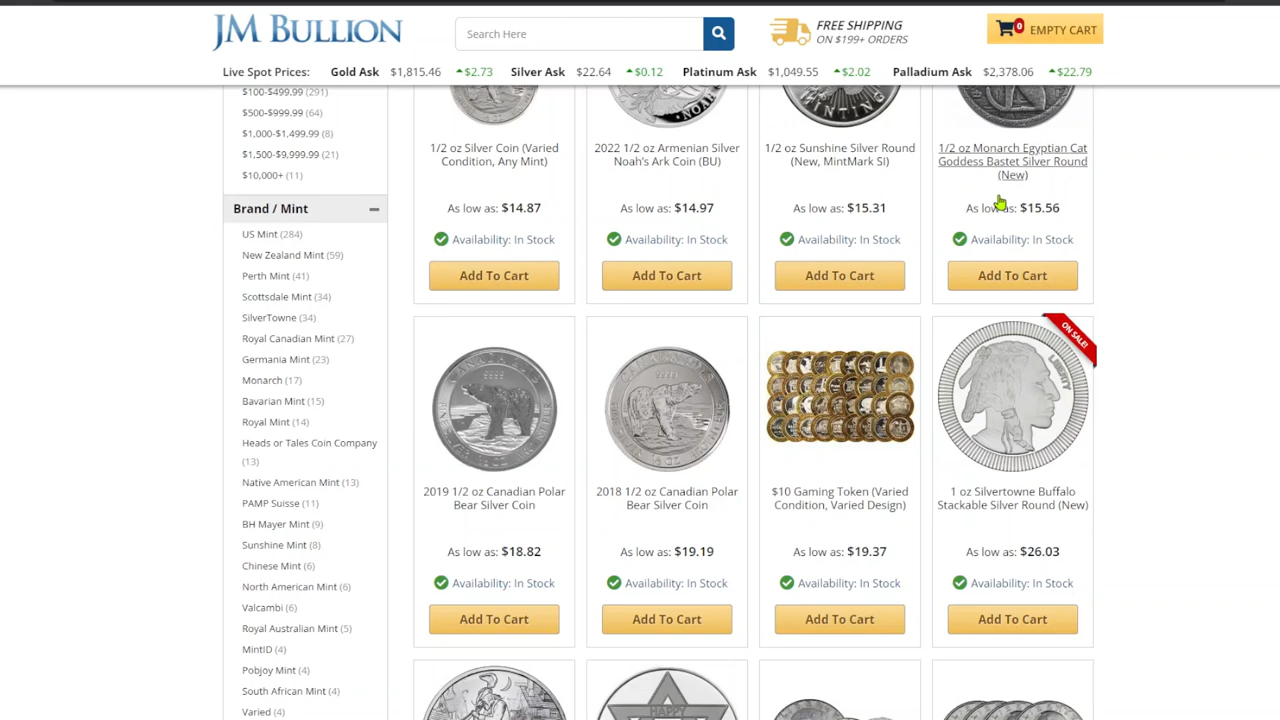 JM BULLION
Search Here
FREE SHIPPING
ON $199+ ORDERS
0
EMPTY CART
Live Spot Prices: Gold Ask $1,815.46 $2.73 Silver Ask $22.64 $0.12 Platinum Ask $1,049.55 $2.02 Palladium Ask $2,378.06 $22.79
$100-$499.99 (291)
$500-$999.99 (64)
$1,000-$1,499.99 (8)
$1,500-$9,999.99 (21)
$10,000+ (11)
Brand / Mint
US Mint (284)
New Zealand Mint (59)
Perth Mint (41)
Scottsdale Mint (34)
SilverTowne (34)
Royal Canadian Mint (27)
Germania Mint (23)
Monarch (17)
Bavarian Mint (15)
Royal Mint (14)
Heads or Tales Coin Company
(13)
Native American Mint (13)
PAMP Suisse (11)
BH Mayer Mint (9)
Sunshine Mint (8)
Chinese Mint (6)
North American Mint (6)
Valcambi (6)
Royal Australian Mint (5)
MintID (4)
Pobjoy Mint (4)
South African Mint (4)
Varied (4)
1/2 oz Silver Coin (Varied
Condition, Any Mint)
As low as: $14.87
Availability: In Stock
Add To Cart
NOAH'S
2022 1/2 oz Armenian Silver
Noah's Ark Coin (BU)
As low as: $14.97
Availability: In Stock
Add To Cart
MINTING
1/2 oz Sunshine Silver Round
(New, MintMark SI)
As low as: $15.31
Availability: In Stock
Add To Cart
1/2 oz Monarch Egyptian Cat
Goddess Bastet Silver Round
(New)
As low as: $15.56
Availability: In Stock
Add To Cart
2019 1/2 oz Canadian Polar
Bear Silver Coin
As low as: $18.82
Availability: In Stock
Add To Cart
2018 1/2 oz Canadian Polar
Bear Silver Coin
As low as: $19.19
Availability: In Stock
Add To Cart
$10 Gaming Token (Varied
Condition, Varied Design)
As low as: $19.37
Availability: In Stock
Add To Cart
ON SALE!
LIBERTY
1 oz Silvertowne Buffalo
Stackable Silver Round (New)
As low as: $26.03
Availability: In Stock
Add To Cart
HAPPY